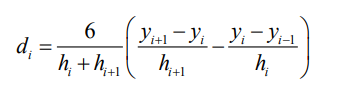 d_i = \frac{6}{h_i + h_{i+1}} \left( \frac{y_{i+1} - y_i}{h_{i+1}} - \frac{y_i - y_{i-1}}{h_i} \right)